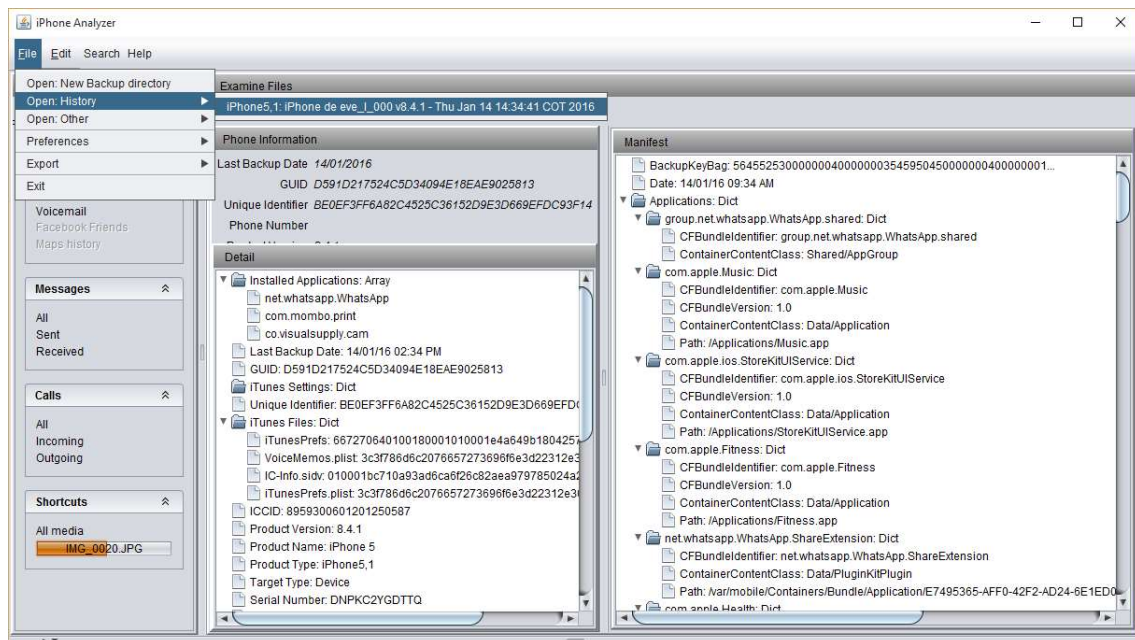 iPhone Analyzer
File Edit Search Help
Open: New Backup directory
Open: History
Open: Other
Preferences
Export
Exit
iPhone5,1: iPhone de eve_l_000 v8.4.1 - Thu Jan 14 14:34:41 COT 2016
Voicemail
Facebook Friends
Maps history
Messages
All
Sent
Received
Calls
All
Incoming
Outgoing
Shortcuts
All media
IMG_0020.JPG
Examine Files
Phone Information
Last Backup Date 14/01/2016
GUID D591D217524C5D34094E18EAE9025813
Unique Identifier BE0EF3FF6A82C4525C36152D9E3D669EFDC93F14
Phone Number
Detail
Installed Applications: Array
net.whatsapp.WhatsApp
com.mombo.print
co.visualsupply.cam
Last Backup Date: 14/01/16 02:34 PM
GUID: D591D217524C5D34094E18EAE9025813
iTunes Settings: Dict
Unique Identifier: BE0EF3FF6A82C4525C36152D9E3D669EFD
iTunes Files: Dict
iTunesPrefs: 667270640100180001010001e4a649b1804257
VoiceMemos.plist: 3c3f786d6c2076657273696f6e3d22312e3
IC-Info.sidv: 010001bc710a93ad6ca6f26c82aea979785024a
iTunesPrefs.plist: 3c3f786d6c2076657273696f6e3d22312e3
ICCID: 8959300601201250587
Product Version: 8.4.1
Product Name: iPhone 5
Product Type: iPhone5,1
Target Type: Device
Serial Number: DNPKC2YGDTTQ
Manifest
BackupKeyBag: 564552530000000400000003545950450000000400000001...
Date: 14/01/16 09:34 AM
Applications: Dict
group.net.whatsapp.WhatsApp.shared: Dict
CFBundleIdentifier: group.net.whatsapp.WhatsApp.shared
ContainerContentClass: Shared/AppGroup
com.apple.Music: Dict
CFBundleIdentifier: com.apple.Music
CFBundleVersion: 1.0
ContainerContentClass: Data/Application
Path: /Applications/Music.app
com.apple.ios.StoreKitUIService: Dict
CFBundleIdentifier: com.apple.ios.StoreKitUIService
CFBundleVersion: 1.0
ContainerContentClass: Data/Application
Path: /Applications/StoreKitUIService.app
com.apple.Fitness: Dict
CFBundleIdentifier: com.apple.Fitness
CFBundleVersion: 1.0
ContainerContentClass: Data/Application
Path: /Applications/Fitness.app
net.whatsapp.WhatsApp.ShareExtension: Dict
CFBundleIdentifier: net.whatsapp.WhatsApp.ShareExtension
ContainerContentClass: Data/PluginKitPlugin
Path: /var/mobile/Containers/Bundle/Application/E7495365-AFF0-42F2-AD24-6E1ED0
com.apple.Health: Dict